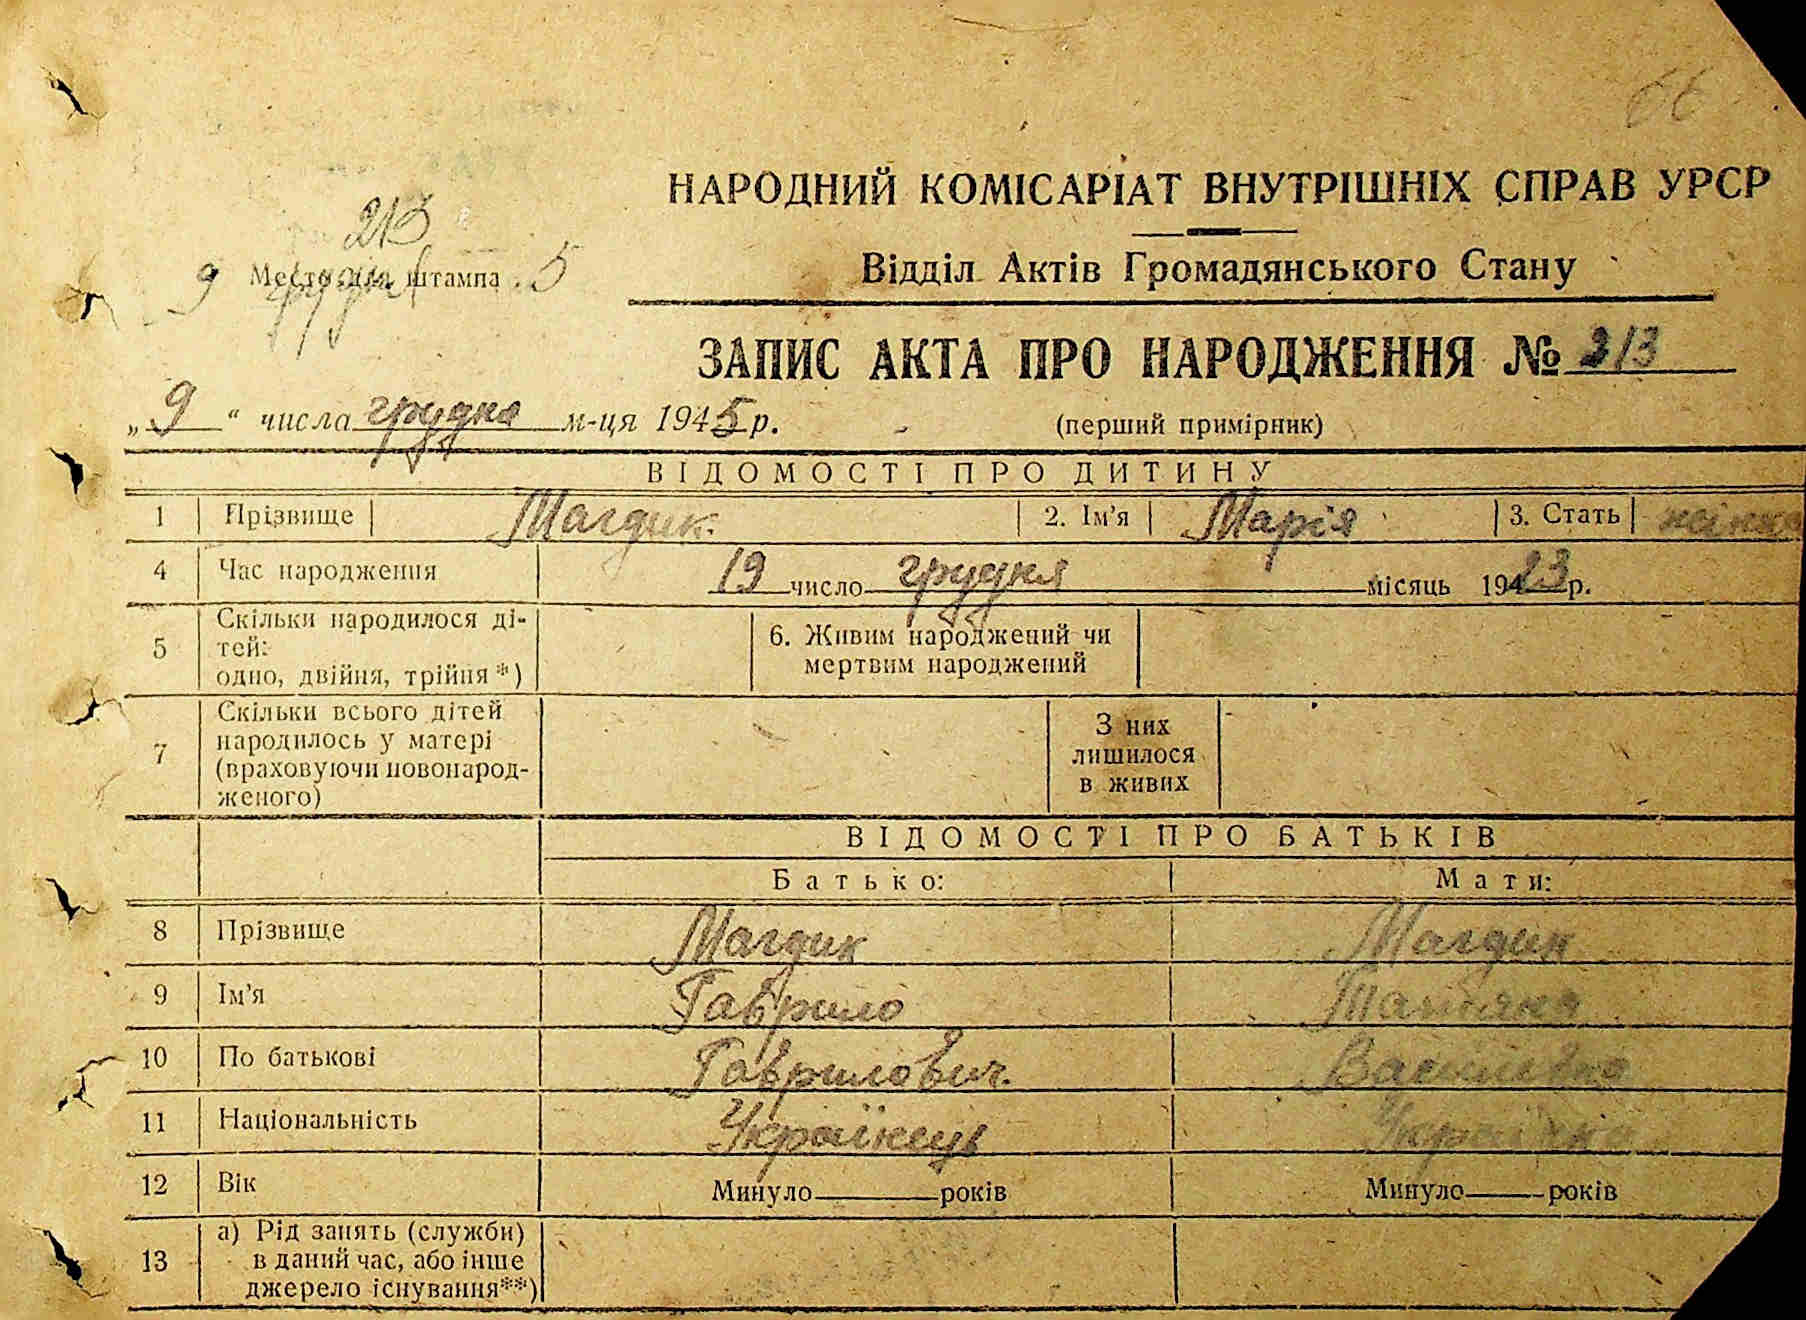 66
НАРОДНИЙ КОМІСАРІАТ ВНУТРІШНІХ СПРАВ УРСР
213
9 грудня 5
Место для штампа
Відділ Актів Громадянського Стану
ЗАПИС АКТА ПРО НАРОДЖЕННЯ № 213
„ 9 “ числа грудня м-ця 1945 р.
(перший примірник)
ВІДОМОСТІ ПРО ДИТИНУ
1 Прізвище Магдик. 2. Ім'я Марія 3. Стать жінка
4 Час народження 19 число грудня місяць 1923 р.
5 Скільки народилося ді-
тей:
одно, двійня, трійня*)
6. Живим народжений чи
мертвим народжений
7 Скільки всього дітей
народилось у матері
(враховуючи новонарод-
женого)
З них
лишилося
в живих
ВІДОМОСТІ ПРО БАТЬКІВ
Батько: Мати:
8 Прізвище Магдик Магдик
9 Ім'я Гаврило Татяна
10 По батькові Гаврилович. Василівна
11 Національність Українець Українка
12 Вік Минуло років Минуло років
13 а) Рід занять (служби)
в даний час, або інше
джерело існування**)